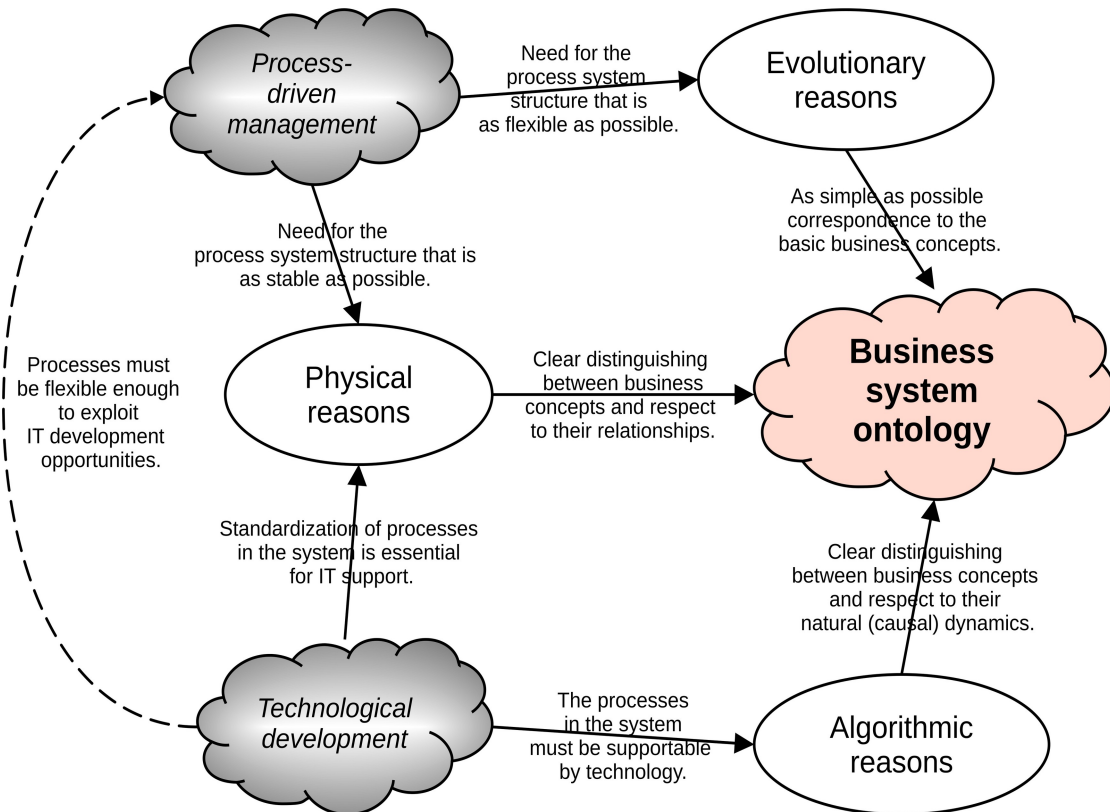 Process-
driven
management
Need for the
process system
structure that is
as flexible as possible.
Evolutionary
reasons
As simple as possible
correspondence to the
basic business concepts.
Need for the
process system structure that is
as stable as possible.
Processes must
be flexible enough
to exploit
IT development
opportunities.
Physical
reasons
Clear distinguishing
between business
concepts and respect
to their relationships.
Business
system
ontology
Standardization of processes
in the system is essential
for IT support.
Clear distinguishing
between business concepts
and respect to their
natural (causal) dynamics.
Technological
development
The processes
in the system
must be supportable
by technology.
Algorithmic
reasons